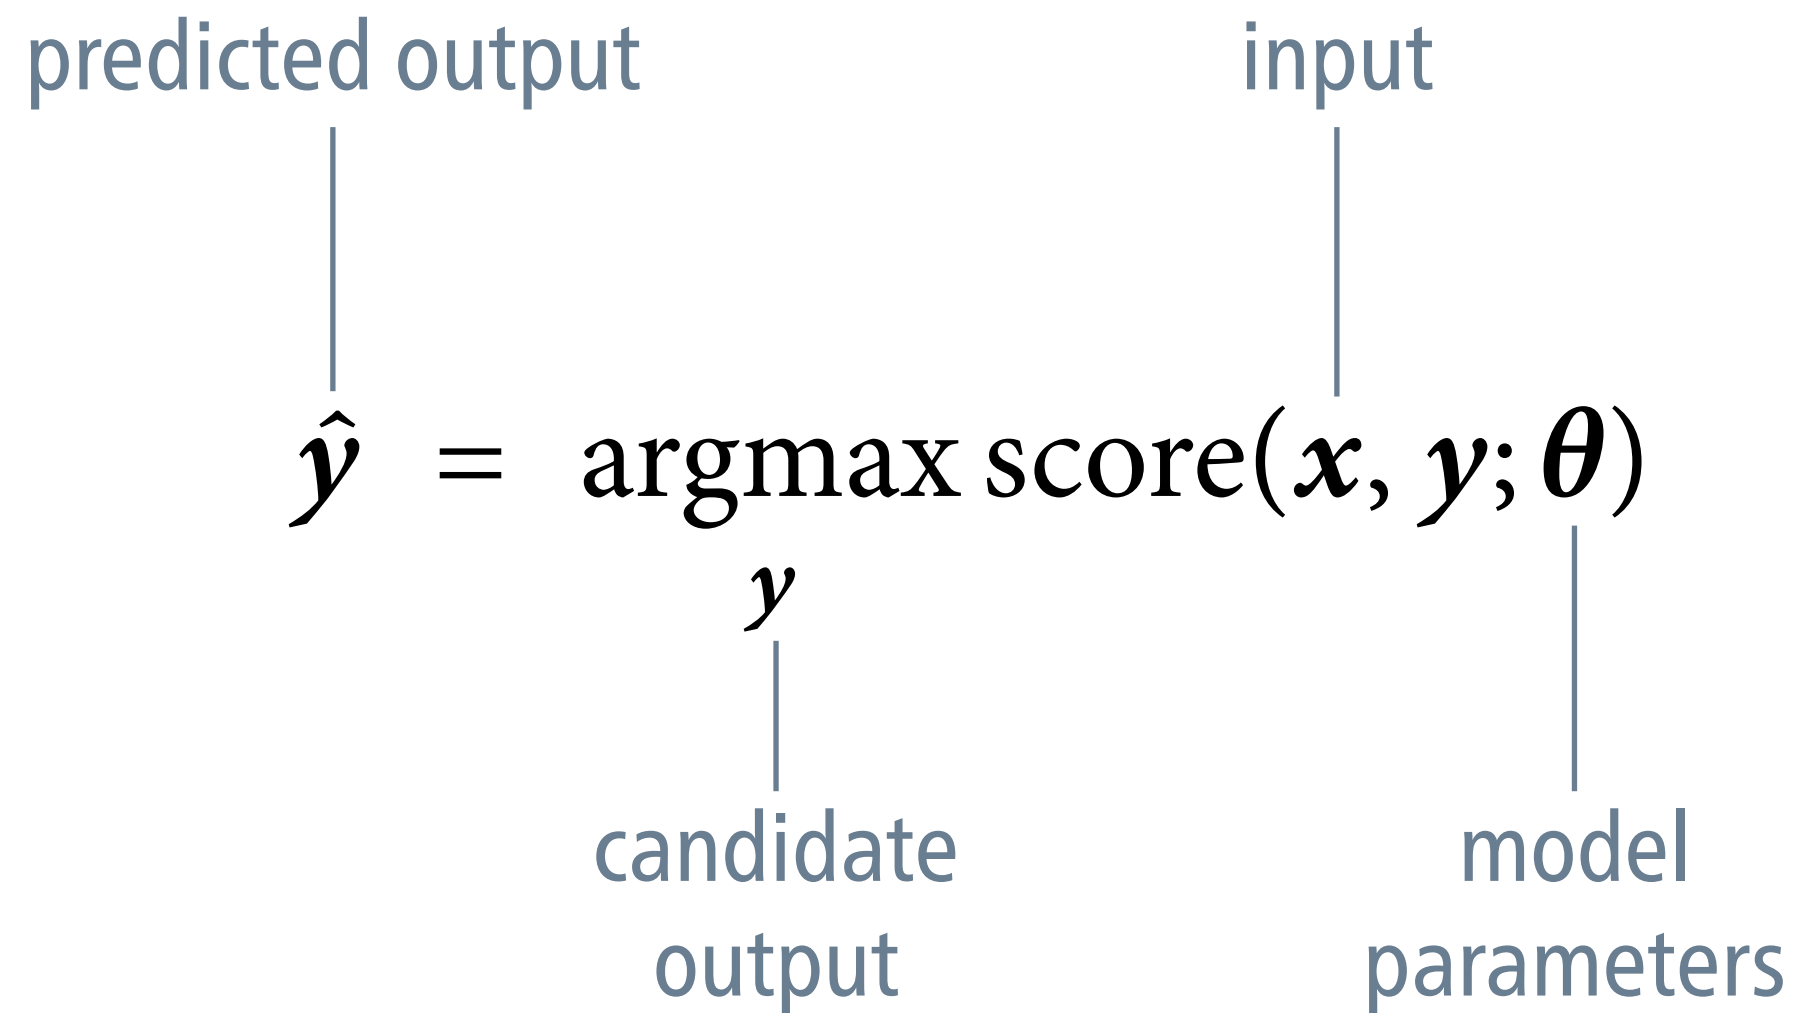 predicted output
input
ŷ = argmax score(x, y; θ)
y
candidate
output
model
parameters